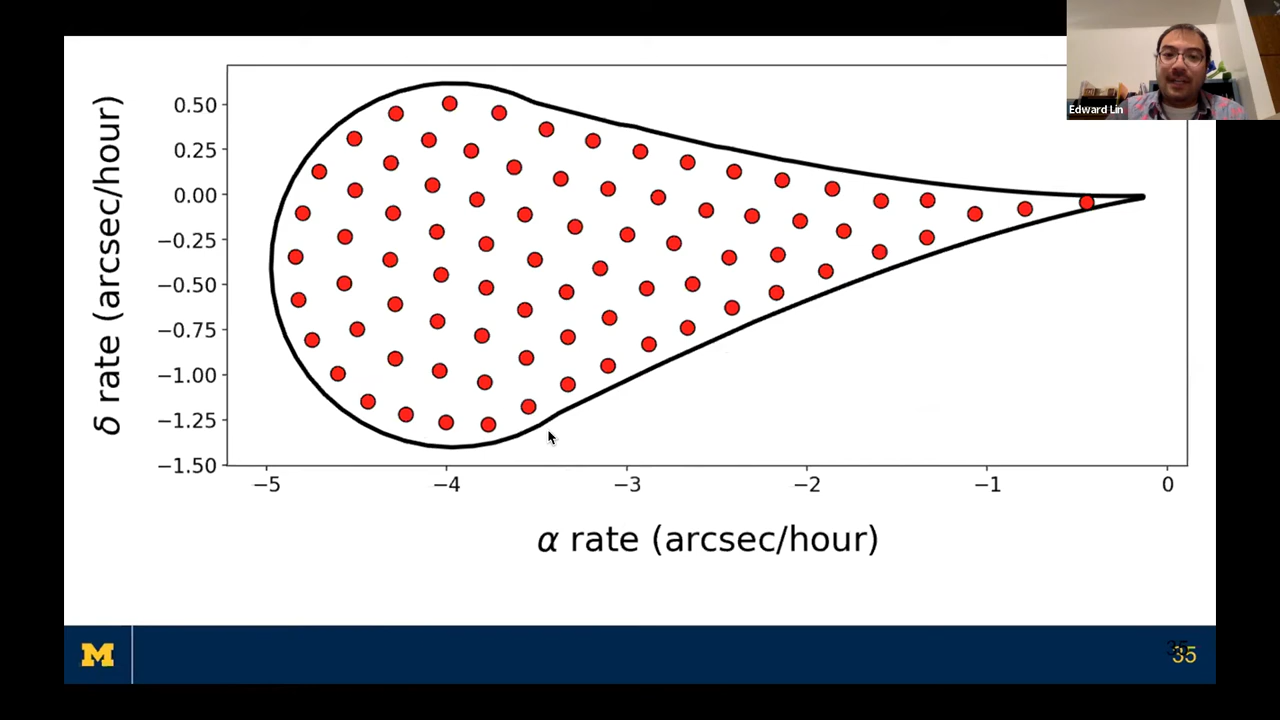 Edward Lin
δ rate (arcsec/hour)
0.50
0.25
0.00
−0.25
−0.50
−0.75
−1.00
−1.25
−1.50
−5 −4 −3 −2 −1 0
α rate (arcsec/hour)
M
35